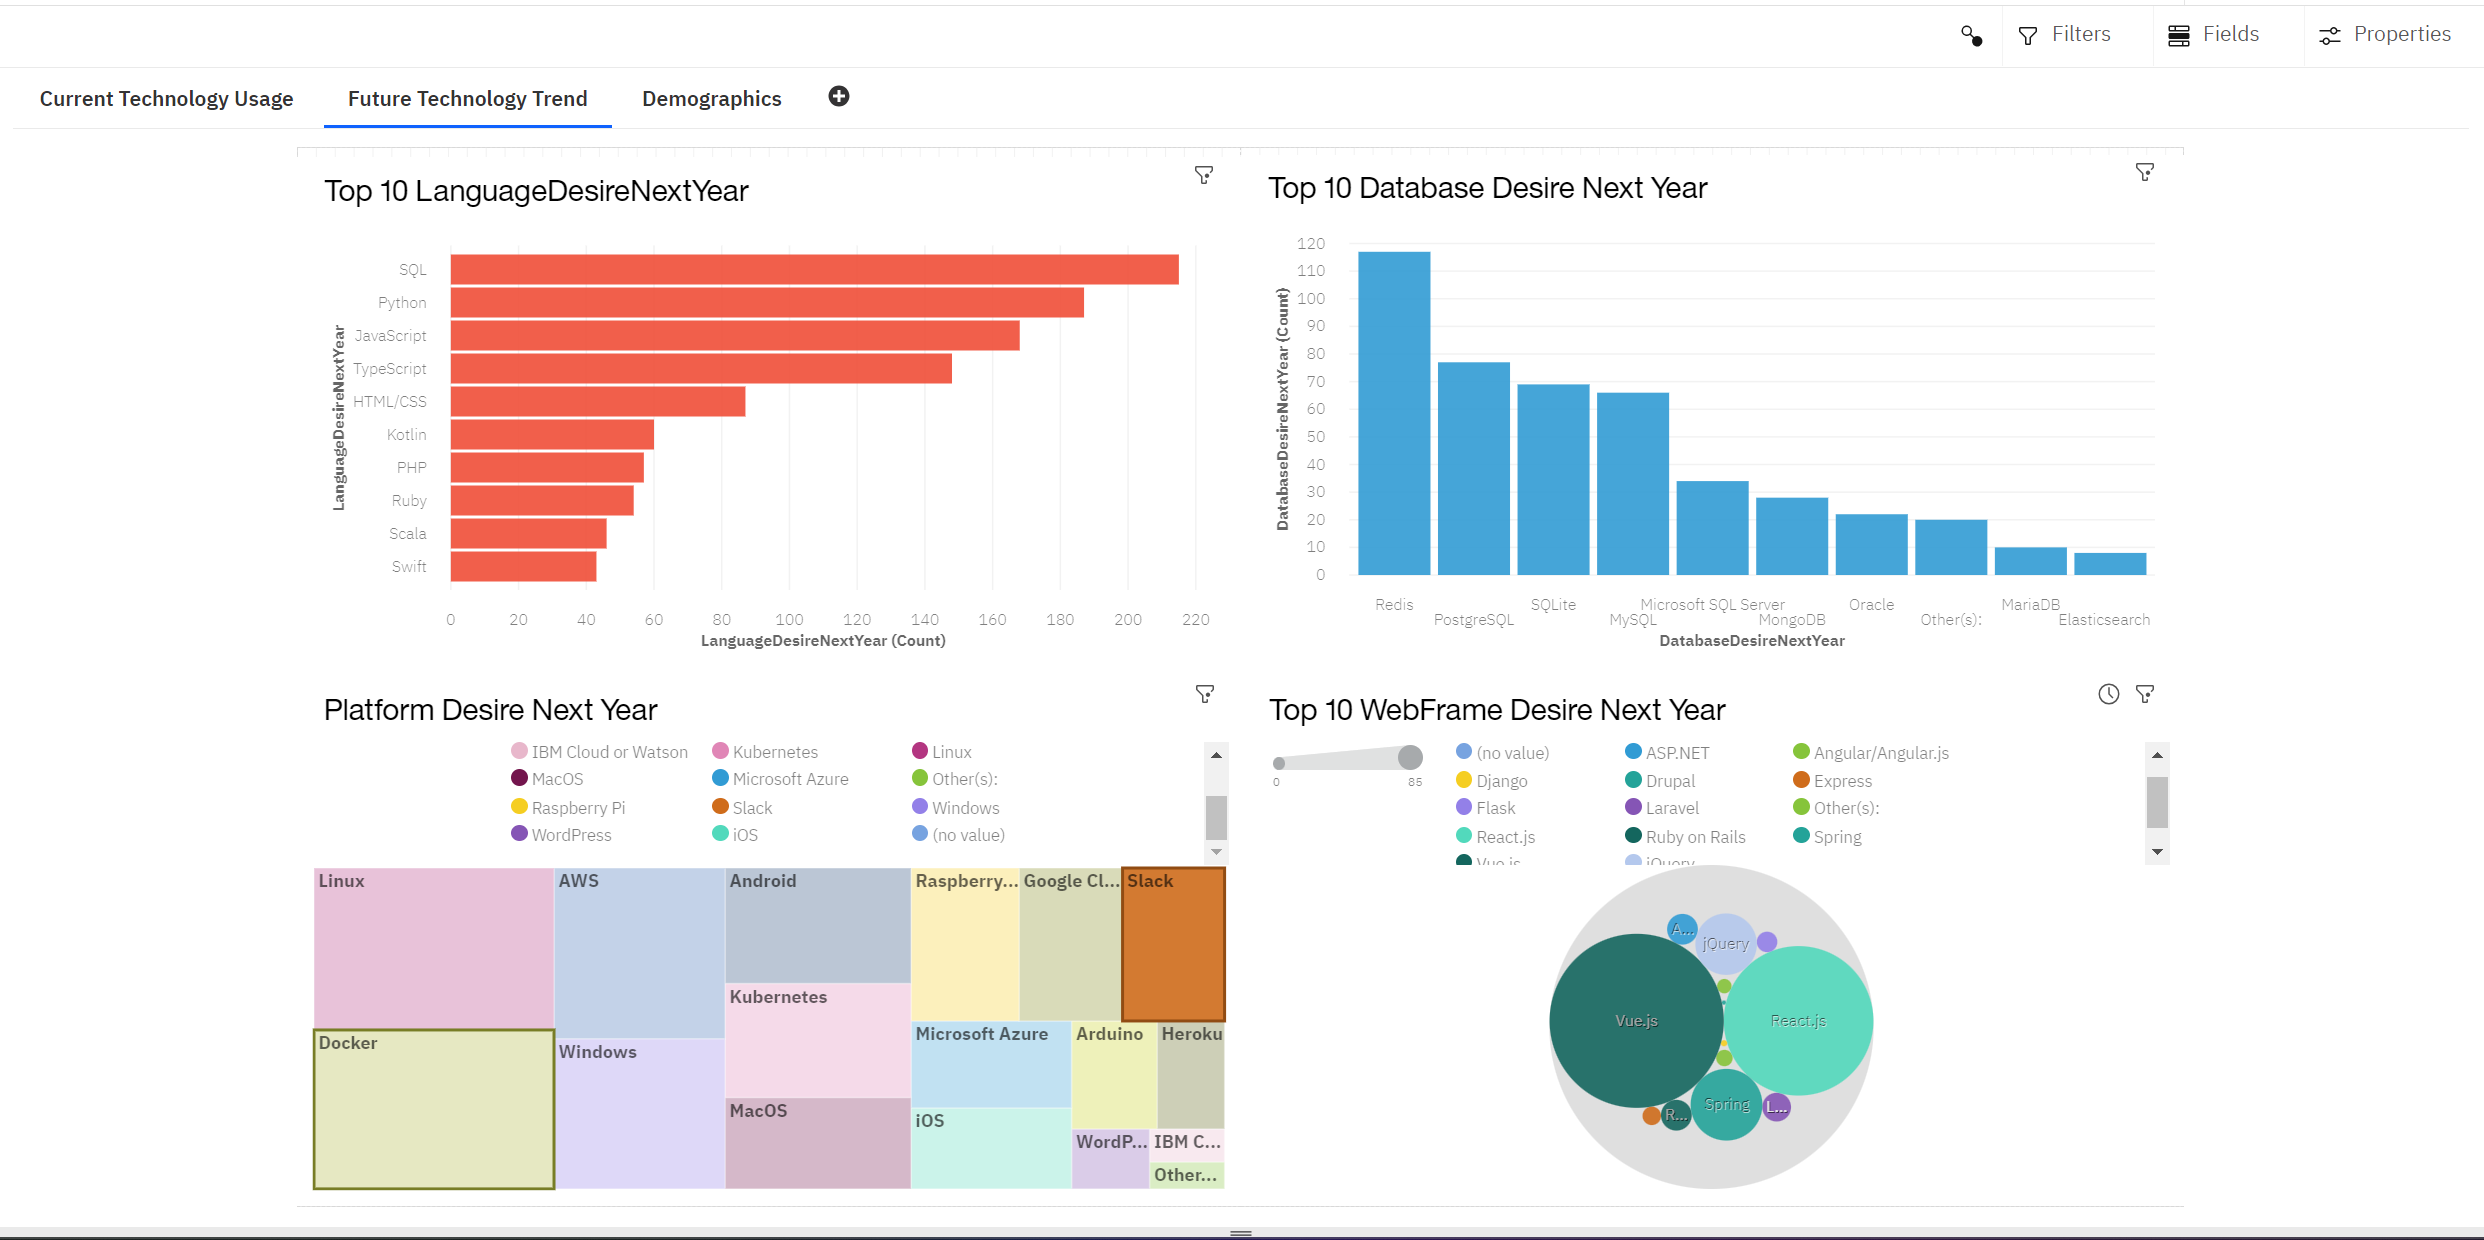 Filters Fields Properties
Current Technology Usage Future Technology Trend Demographics
Top 10 LanguageDesireNextYear
LanguageDesireNextYear
SQL
Python
JavaScript
TypeScript
HTML/CSS
Kotlin
PHP
Ruby
Scala
Swift
0 20 40 60 80 100 120 140 160 180 200 220
LanguageDesireNextYear (Count)
Top 10 Database Desire Next Year
DatabaseDesireNextYear (Count)
120
110
100
90
80
70
60
50
40
30
20
10
0
Redis SQLite Microsoft SQL Server Oracle MariaDB
PostgreSQL MySQL MongoDB Other(s): Elasticsearch
DatabaseDesireNextYear
Platform Desire Next Year
IBM Cloud or Watson Kubernetes Linux
MacOS Microsoft Azure Other(s):
Raspberry Pi Slack Windows
WordPress iOS (no value)
Linux AWS Android Raspberry... Google Cl... Slack
Kubernetes
Microsoft Azure Arduino Heroku
Docker Windows
MacOS
iOS
WordP... IBM C...
Other...
Top 10 WebFrame Desire Next Year
0 85
(no value) ASP.NET Angular/Angular.js
Django Drupal Express
Flask Laravel Other(s):
React.js Ruby on Rails Spring
Vue.js jQuery
A... jQuery
Vue.js React.js
Spring
R... L...